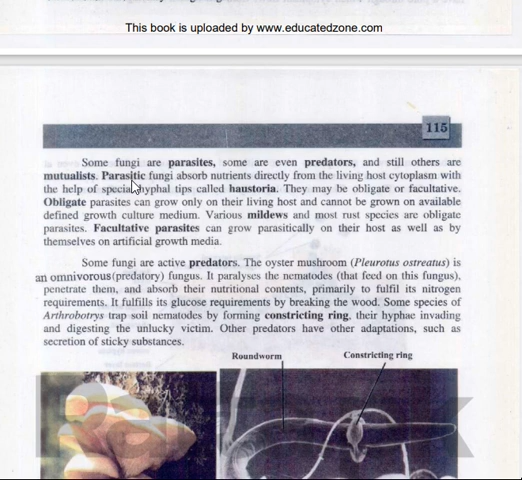 This book is uploaded by www.educatedzone.com
115
Some fungi are parasites, some are even predators, and still others are
mutualists. Parasitic fungi absorb nutrients directly from the living host cytoplasm with
the help of special hyphal tips called haustoria. They may be obligate or facultative.
Obligate parasites can grow only on their living host and cannot be grown on available
defined growth culture medium. Various mildews and most rust species are obligate
parasites. Facultative parasites can grow parasitically on their host as well as by
themselves on artificial growth media.
Some fungi are active predators. The oyster mushroom (Pleurotus ostreatus) is
an omnivorous(predatory) fungus. It paralyses the nematodes (that feed on this fungus),
penetrate them, and absorb their nutritional contents, primarily to fulfil its nitrogen
requirements. It fulfills its glucose requirements by breaking the wood. Some species of
Arthrobotrys trap soil nematodes by forming constricting ring, their hyphae invading
and digesting the unlucky victim. Other predators have other adaptations, such as
secretion of sticky substances.
Roundworm Constricting ring